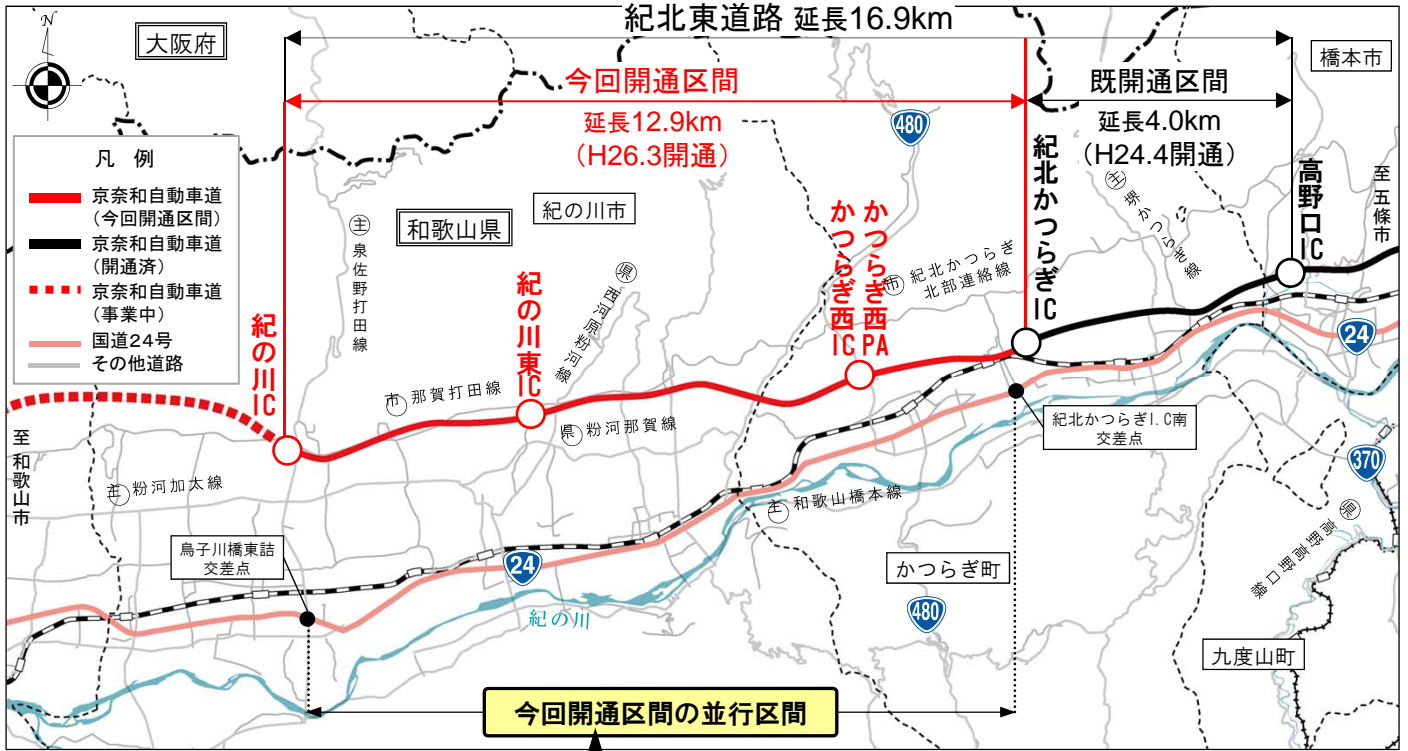 紀北東道路 延長16.9km
N
大阪府
橋本市
今回開通区間
延長12.9km
(H26.3開通)
既開通区間
延長4.0km
(H24.4開通)
480
凡 例
京奈和自動車道
(今回開通区間)
京奈和自動車道
(開通済)
京奈和自動車道
(事業中)
国道24号
その他道路
主 泉佐野打田線
和歌山県
紀の川市
県 西河原粉河線
かつらぎ西IC
かつらぎ西PA
市 紀北かつらぎ
北部連絡線
紀北かつらぎIC
主 堺かつらぎ線
高野口IC
至 五條市
24
紀の川IC
紀の川東IC
市 那賀打田線
県 粉河那賀線
紀北かつらぎI.C南
交差点
至 和歌山市
主 粉河加太線
主 和歌山橋本線
370
県 高野高野口線
鳥子川橋東詰
交差点
24
紀の川
かつらぎ町
480
九度山町
今回開通区間の並行区間